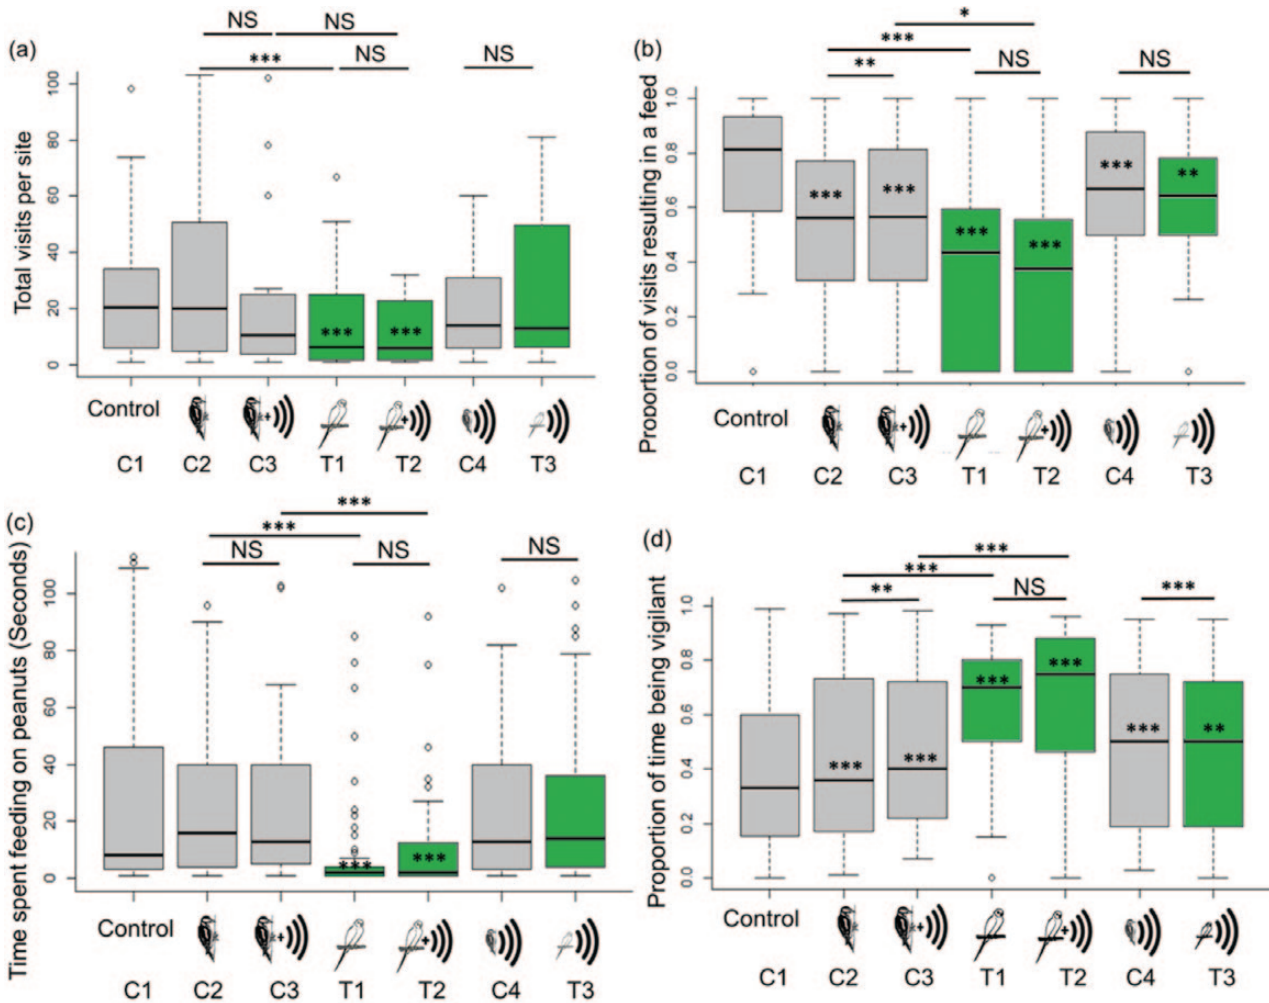 NS
NS
(a)
***
NS
NS
Total visits per site
100
80
60
40
20
0
***
***
Control
+
+
C1
C2
C3
T1
T2
C4
T3
*
(b)
***
NS
NS
**
Proportion of visits resulting in a feed
1.0
0.8
0.6
0.4
0.2
0.0
***
***
***
***
***
**
Control
+
+
C1
C2
C3
T1
T2
C4
T3
***
(c)
***
NS
NS
NS
Time spent feeding on peanuts (Seconds)
100
80
60
40
20
0
***
***
Control
+
+
C1
C2
C3
T1
T2
C4
T3
(d)
***
***
**
NS
***
Proportion of time being vigilant
1.0
0.8
0.6
0.4
0.2
0.0
***
***
***
***
***
**
Control
+
+
C1
C2
C3
T1
T2
C4
T3